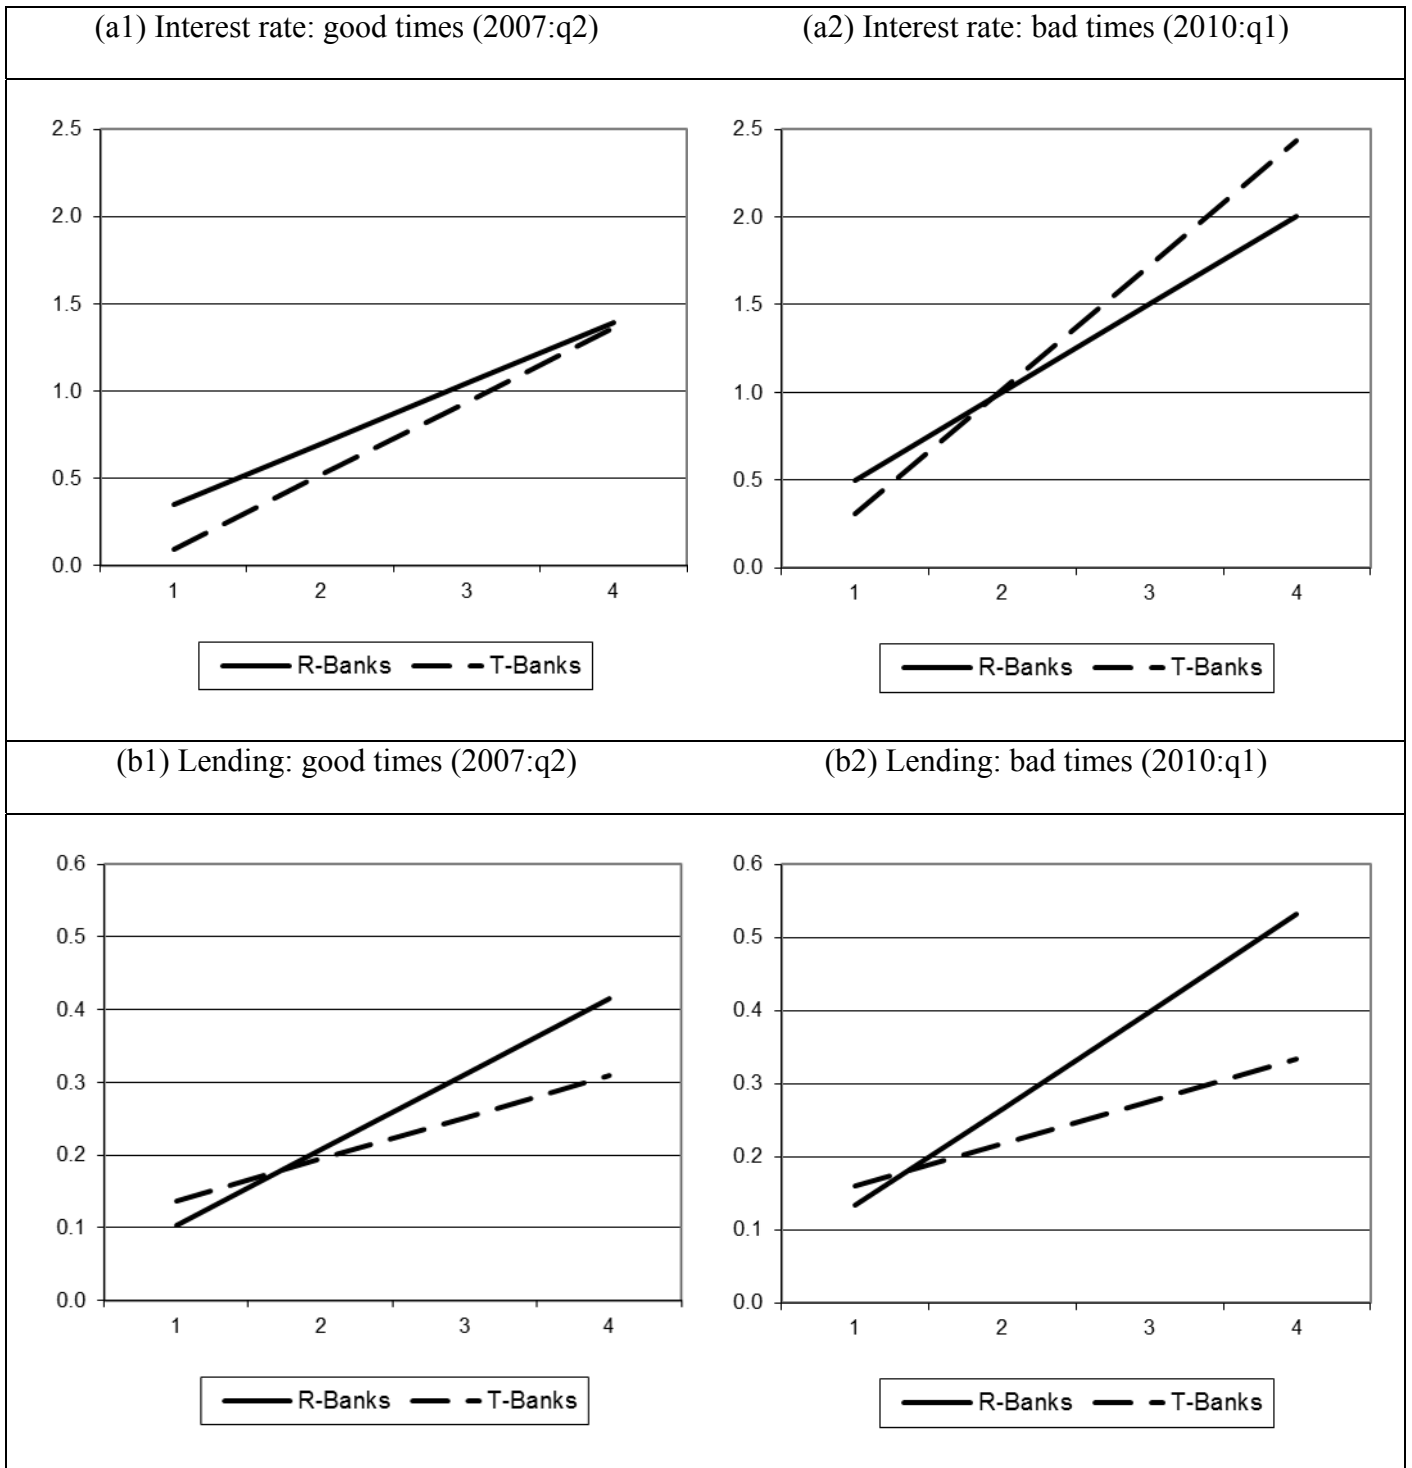 (a1) Interest rate: good times (2007:q2)
(a2) Interest rate: bad times (2010:q1)
2.5
2.0
1.5
1.0
0.5
0.0
1 2 3 4
R-Banks T-Banks
2.5
2.0
1.5
1.0
0.5
0.0
1 2 3 4
R-Banks T-Banks
(b1) Lending: good times (2007:q2)
(b2) Lending: bad times (2010:q1)
0.6
0.5
0.4
0.3
0.2
0.1
0.0
1 2 3 4
R-Banks T-Banks
0.6
0.5
0.4
0.3
0.2
0.1
0.0
1 2 3 4
R-Banks T-Banks